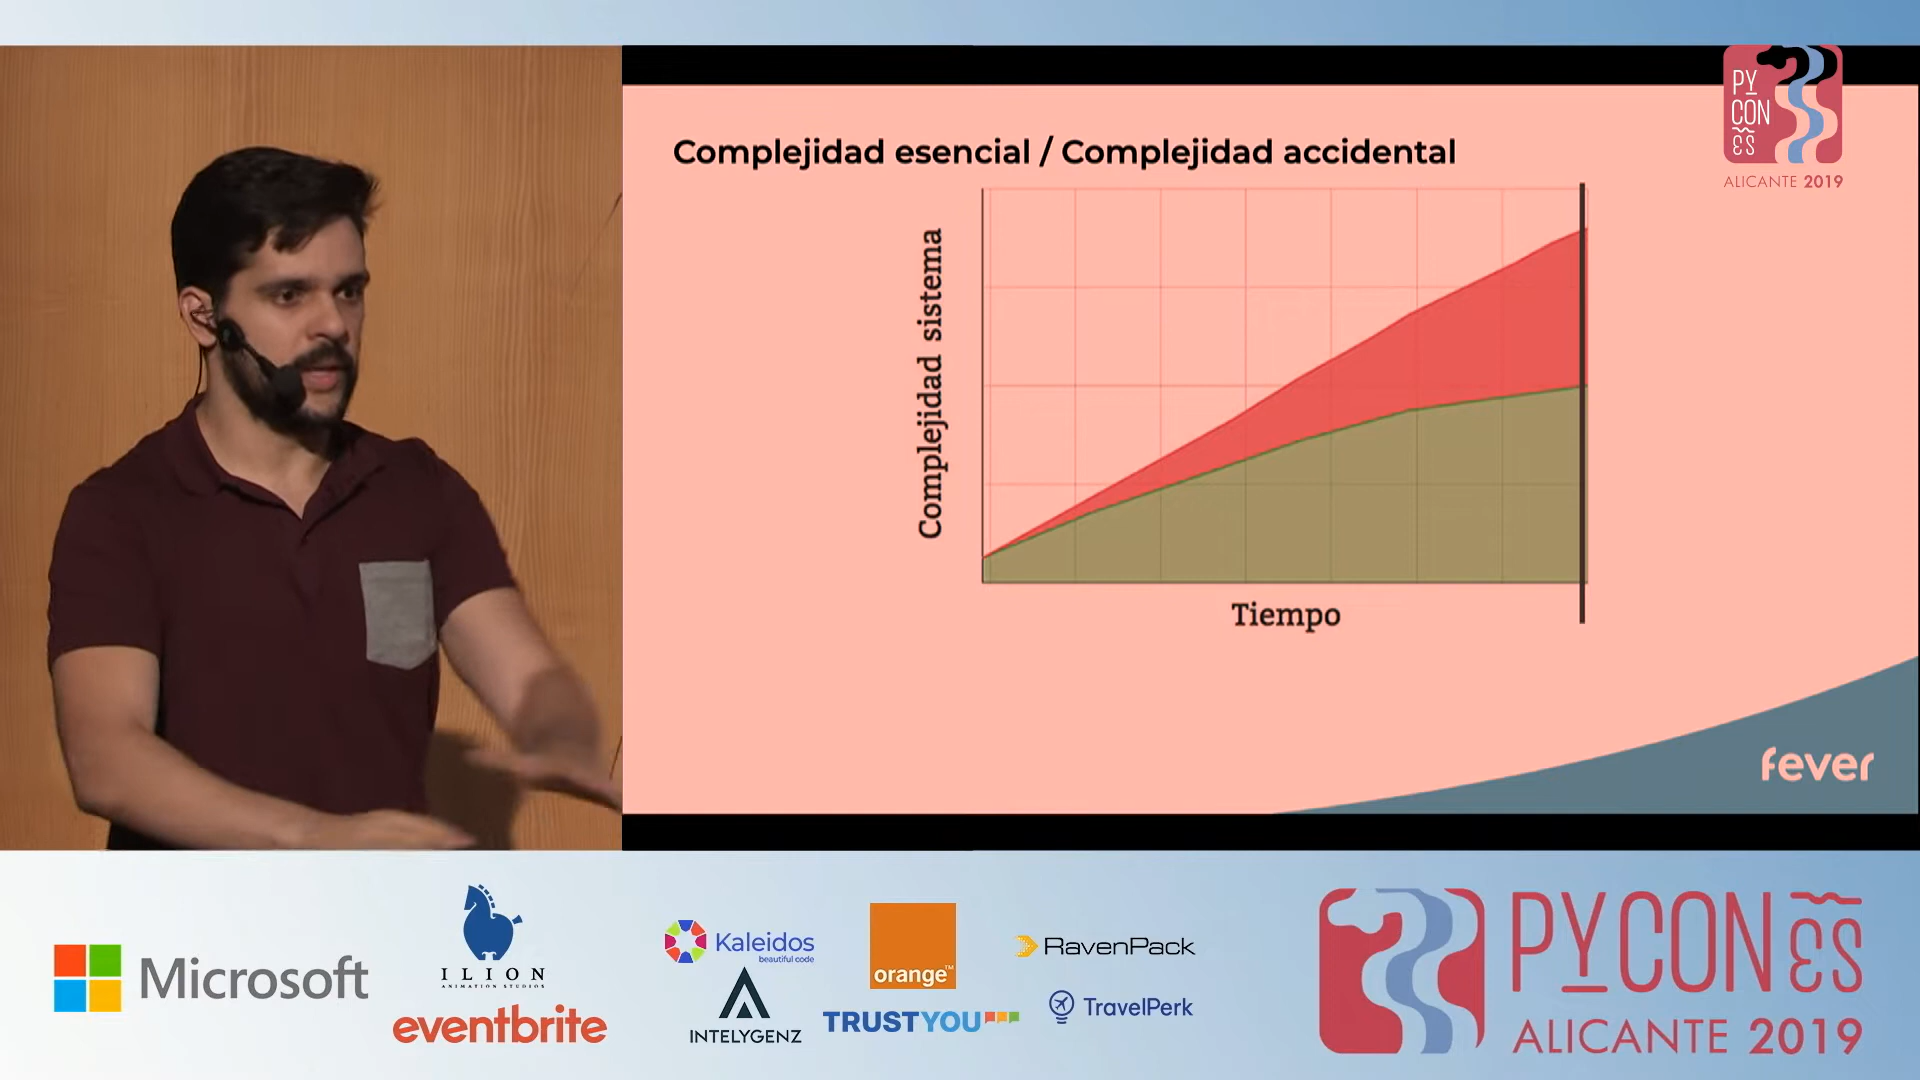 Complejidad esencial / Complejidad accidental
Complejidad sistema
Tiempo
fever
PY
CON
ES
ALICANTE 2019
Microsoft
ILION
ANIMATION STUDIOS
eventbrite
Kaleidos
beautiful code
INTELYGENZ
orange™
TRUSTYOU
RavenPack
TravelPerk
PYCON ES
ALICANTE 2019